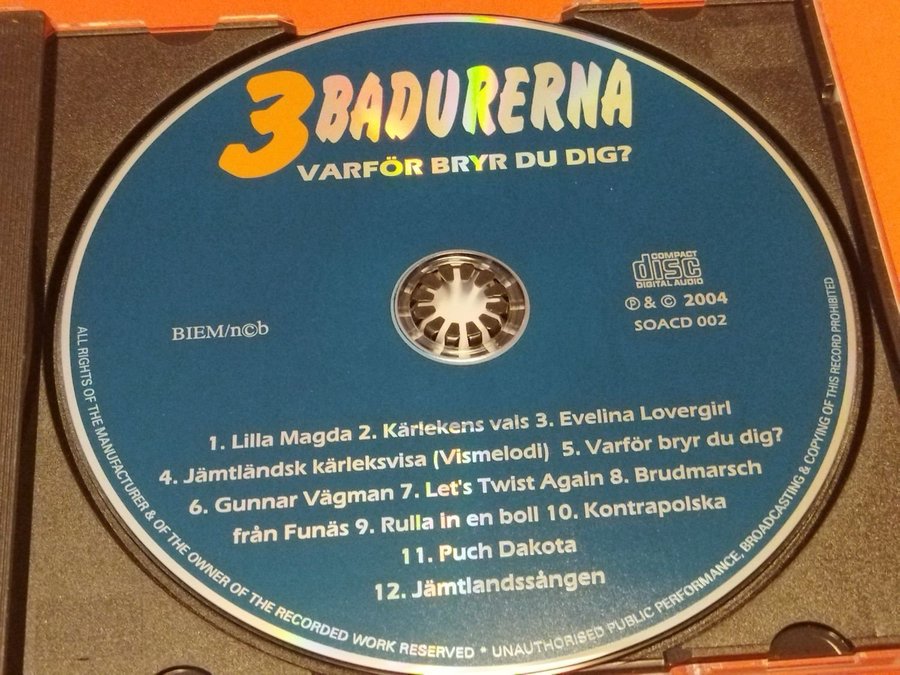 3 BADURERNA
VARFÖR BRYR DU DIG?
COMPACT
disc
DIGITAL AUDIO
℗ & © 2004
SOACD 002
BIEM/n©b
1. Lilla Magda 2. Kärlekens vals 3. Evelina Lovergirl
4. Jämtländsk kärleksvisa (Vismelodi) 5. Varför bryr du dig?
6. Gunnar Vägman 7. Let's Twist Again 8. Brudmarsch
från Funäs 9. Rulla in en boll 10. Kontrapolska
11. Puch Dakota
12. Jämtlandssången
ALL RIGHTS OF THE MANUFACTURER & OF THE OWNER OF THE RECORDED WORK RESERVED * UNAUTHORISED PUBLIC PERFORMANCE, BROADCASTING & COPYING OF THIS RECORD PROHIBITED